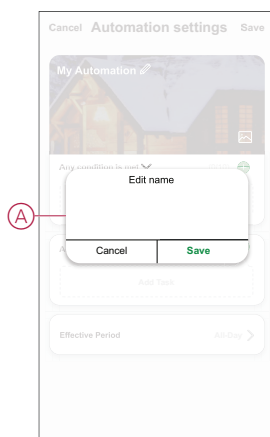 Cancel Automation settings Save
My Automation
Any condition is met
Edit name
A
Cancel Save
Add Task
Effective Period All-Day